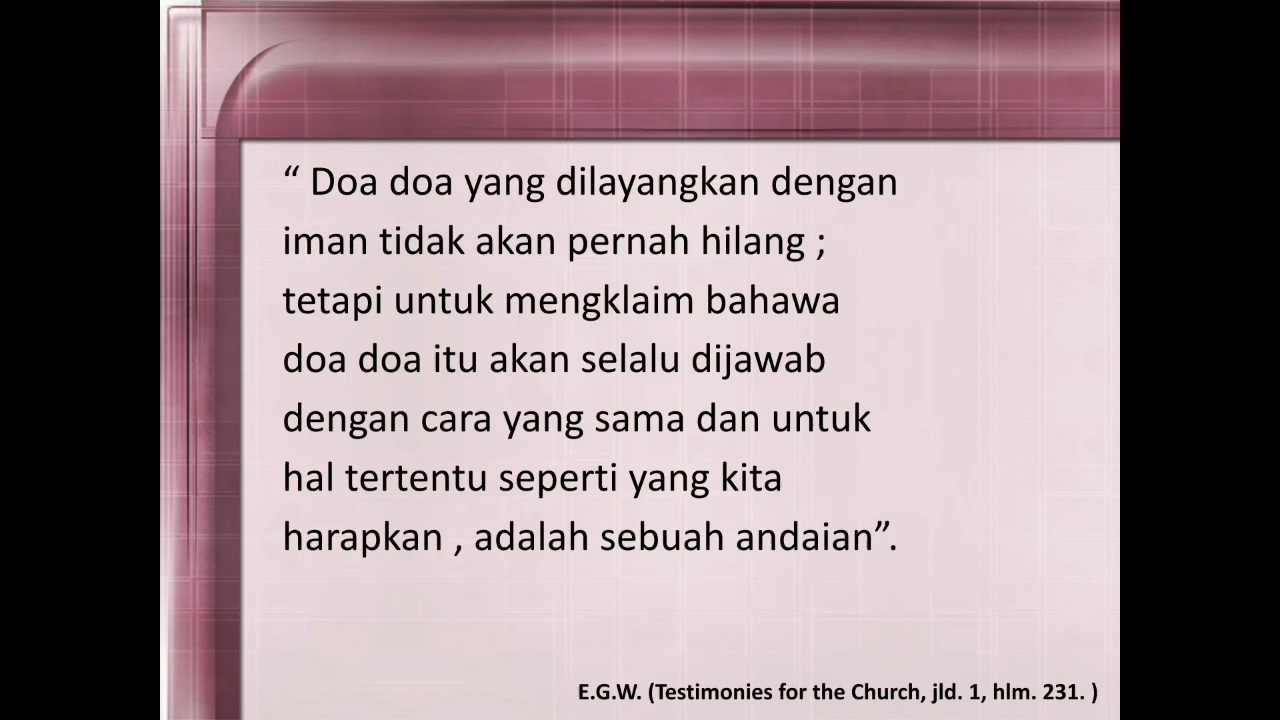 “ Doa doa yang dilayangkan dengan
iman tidak akan pernah hilang ;
tetapi untuk mengklaim bahawa
doa doa itu akan selalu dijawab
dengan cara yang sama dan untuk
hal tertentu seperti yang kita
harapkan , adalah sebuah andaian”.
E.G.W. (Testimonies for the Church, jld. 1, hlm. 231. )